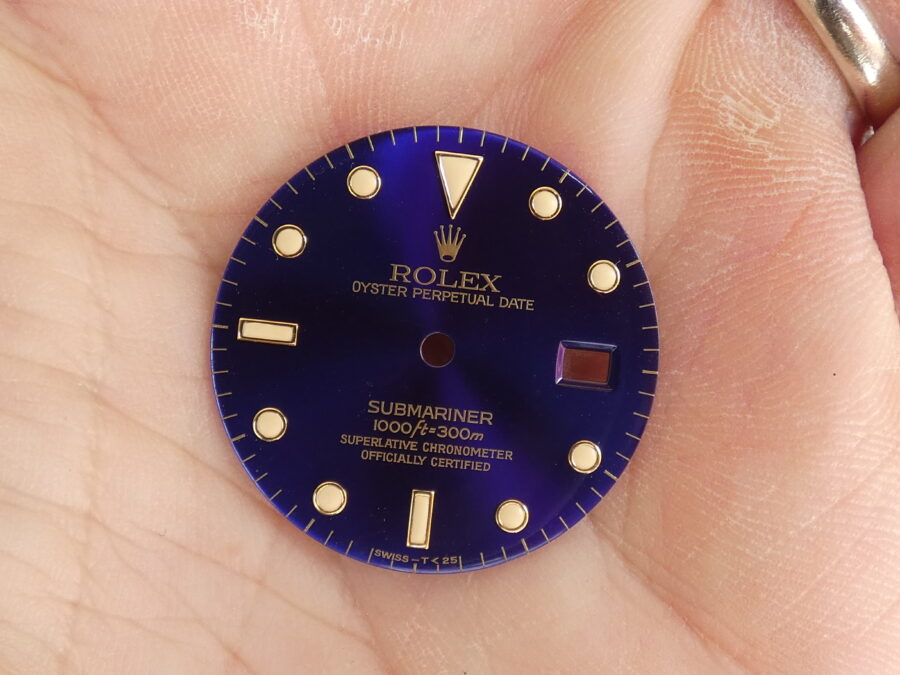 ROLEX
OYSTER PERPETUAL DATE
SUBMARINER
1000ft=300m
SUPERLATIVE CHRONOMETER
OFFICIALLY CERTIFIED
SWISS-T<25